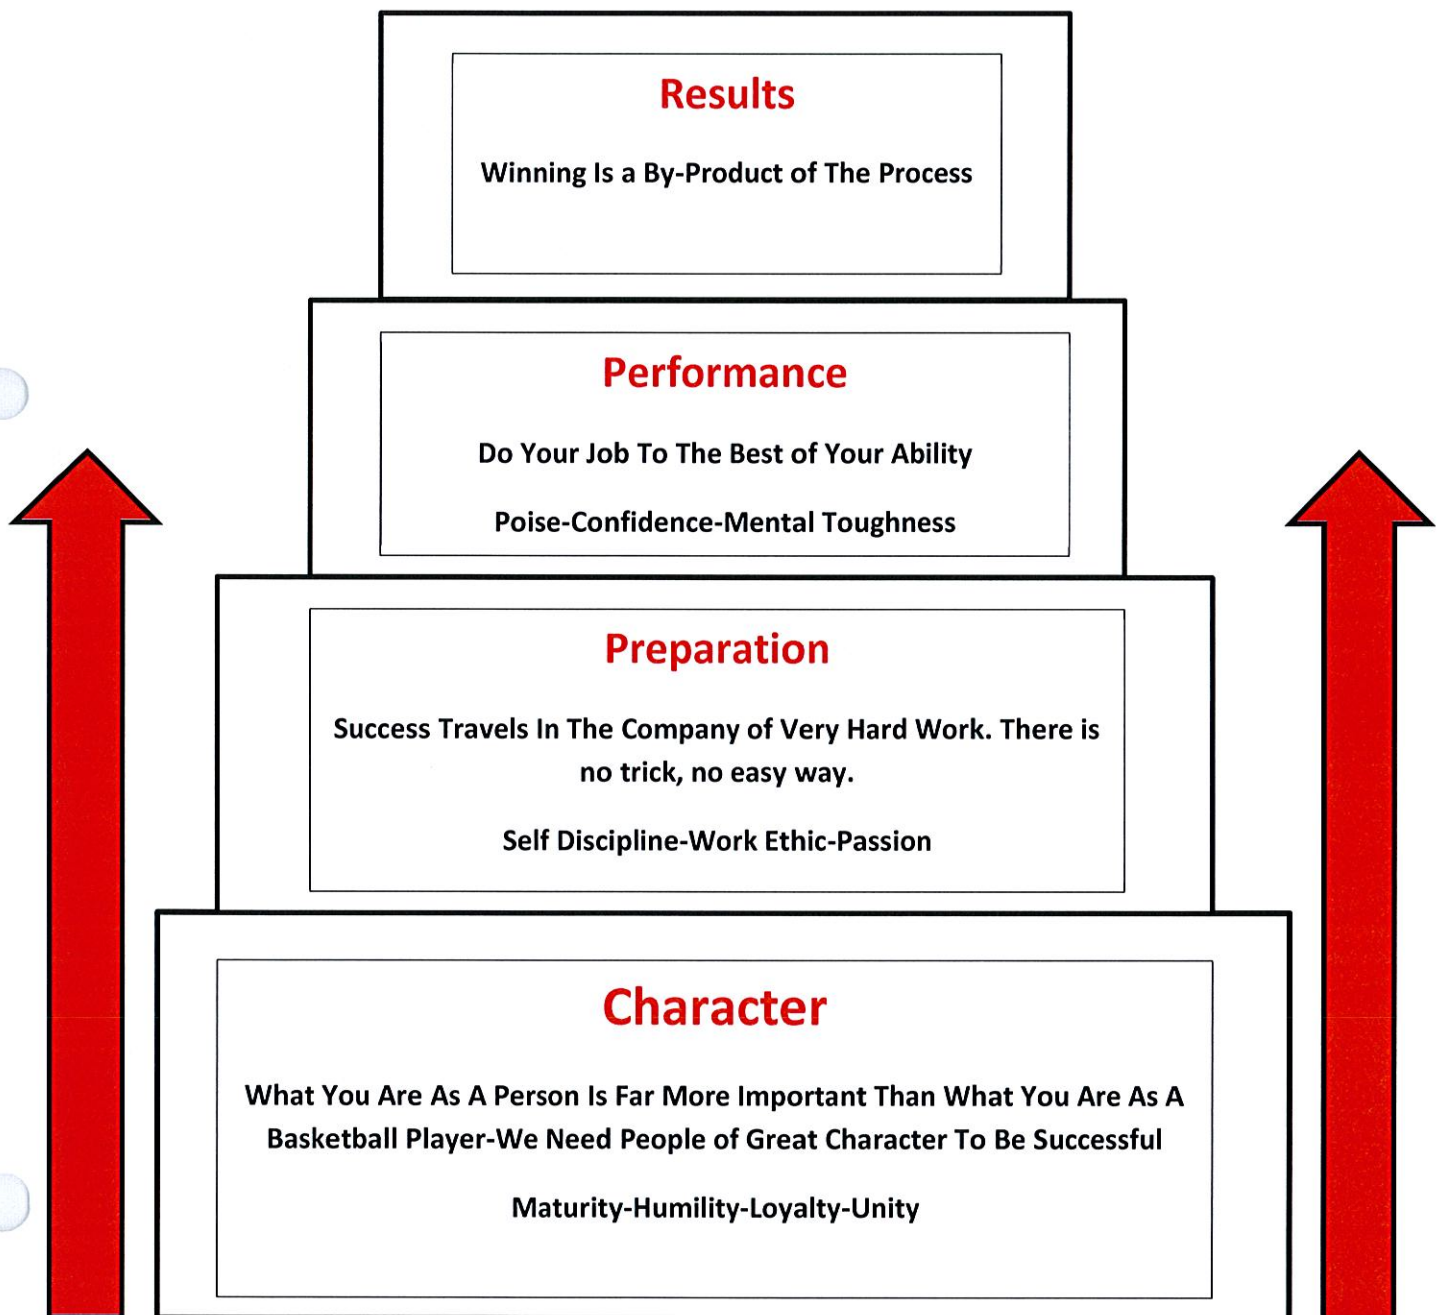 Results
Winning Is a By-Product of The Process
Performance
Do Your Job To The Best of Your Ability
Poise-Confidence-Mental Toughness
Preparation
Success Travels In The Company of Very Hard Work. There is
no trick, no easy way.
Self Discipline-Work Ethic-Passion
Character
What You Are As A Person Is Far More Important Than What You Are As A
Basketball Player-We Need People of Great Character To Be Successful
Maturity-Humility-Loyalty-Unity